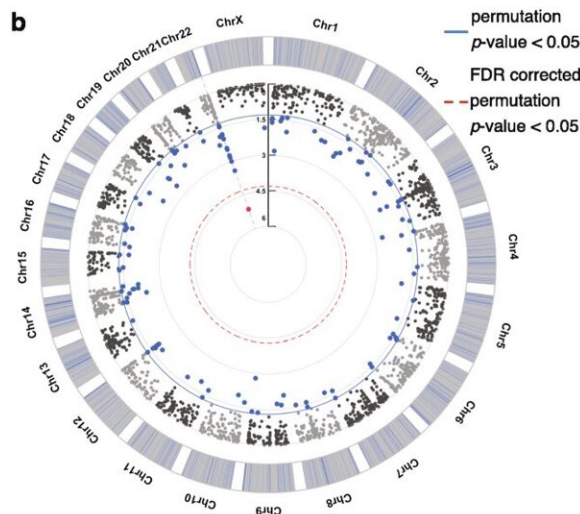 b
permutation
p-value < 0.05
FDR corrected
permutation
p-value < 0.05
ChrX
Chr1
Chr2
Chr3
Chr4
Chr5
Chr6
Chr7
Chr8
Chr9
Chr10
Chr11
Chr12
Chr13
Chr14
Chr15
Chr16
Chr17
Chr18
Chr19
Chr20
Chr21
Chr22
1.5
3
4.5
6